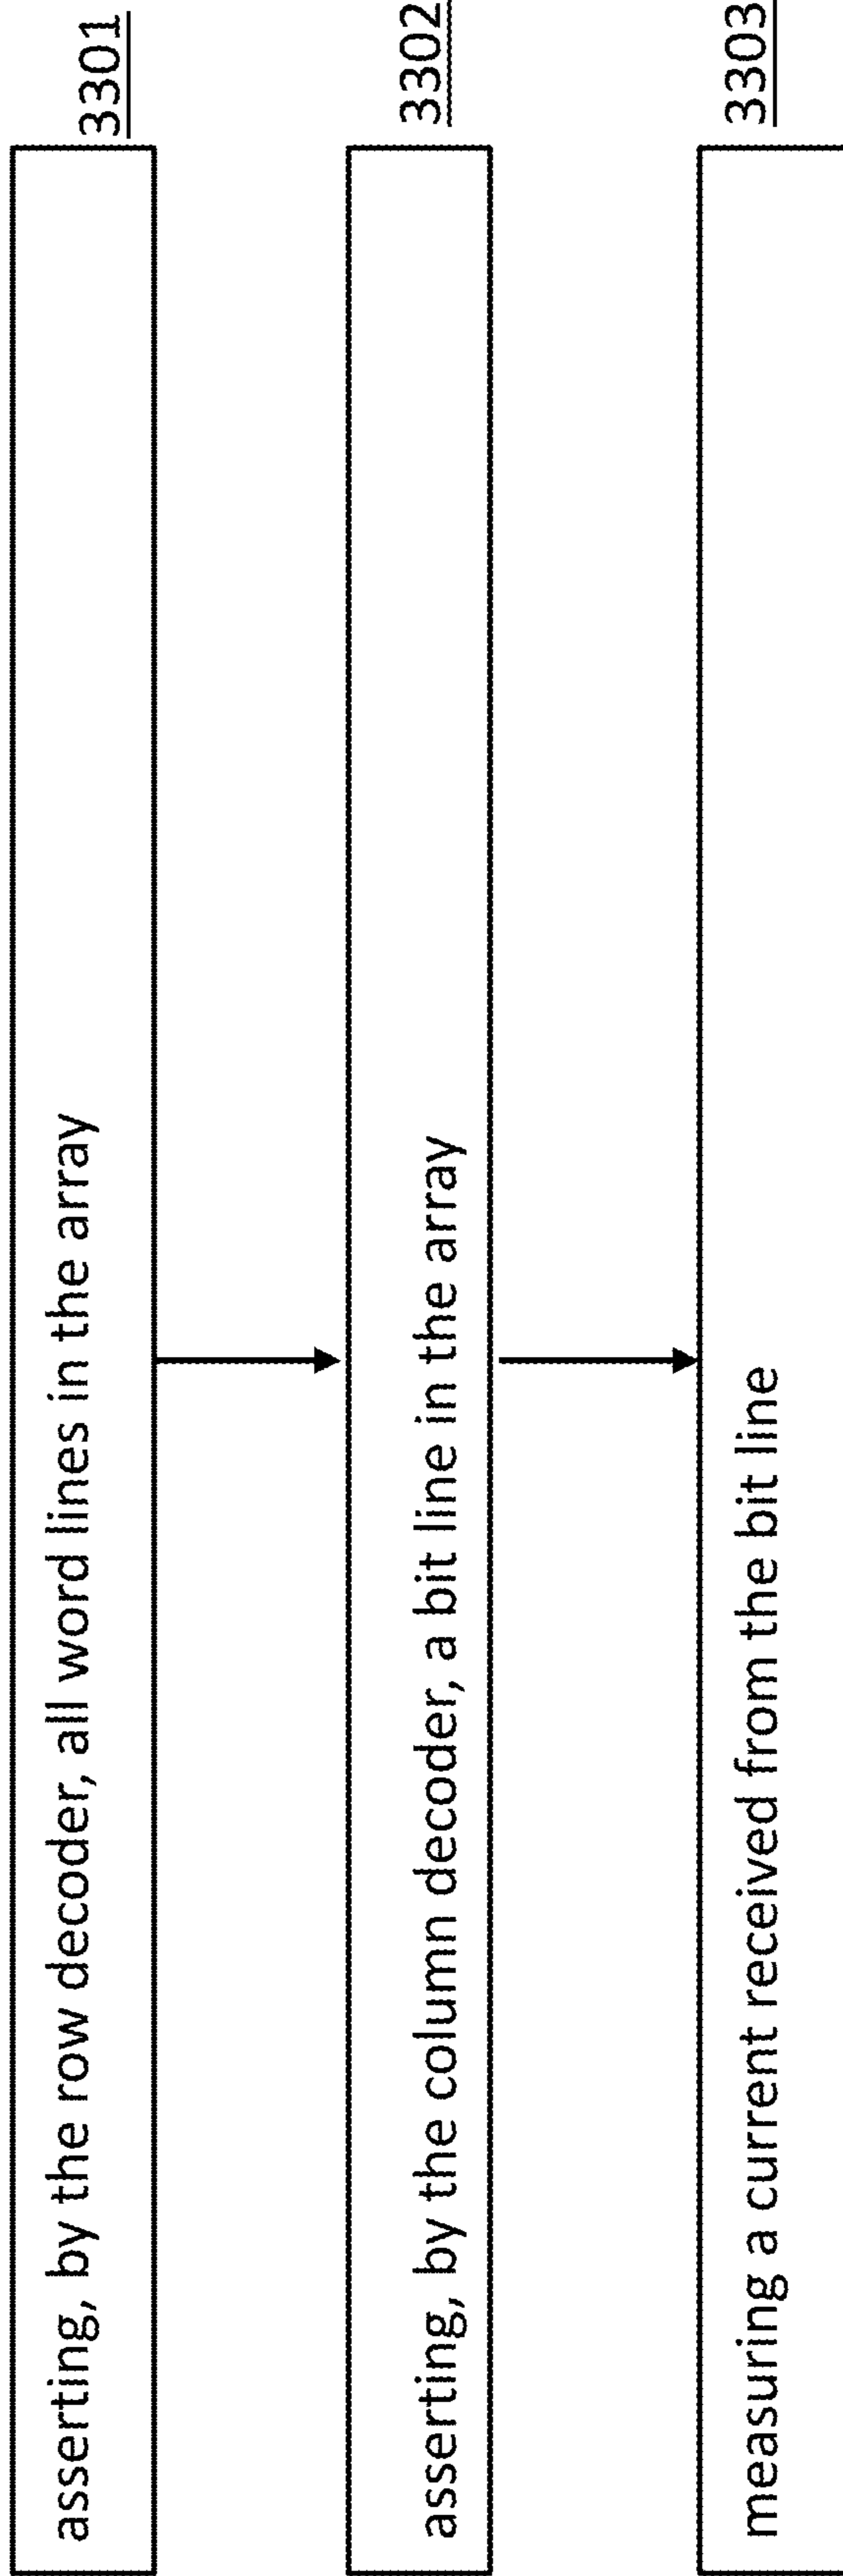 3301
asserting, by the row decoder, all word lines in the array
3302
asserting, by the column decoder, a bit line in the array
3303
measuring a current received from the bit line